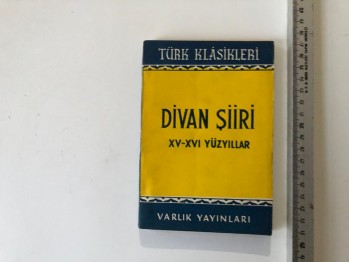 TÜRK KLÂSİKLERİ
DİVAN ŞİİRİ
XV-XVI YÜZYILLAR
VARLIK YAYINLARI